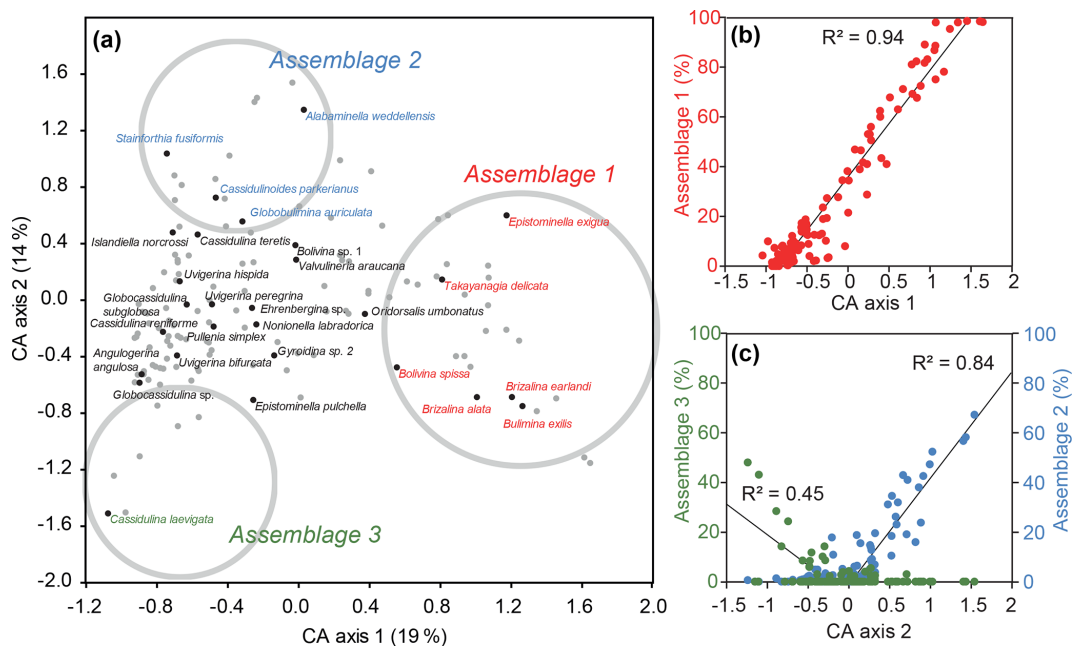 (a)
Assemblage 2
Alabaminella weddellensis
Stainforthia fusiformis
Cassidulinoides parkerianus
Globobulimina auriculata
Assemblage 1
Epistominella exigua
Islandiella norcrossi
Cassidulina teretis
Bolivina sp. 1
Valvulineria araucana
Takayanagia delicata
Uvigerina hispida
Globocassidulina
subglobosa
Uvigerina peregrina
Ehrenbergina sp.
Oridorsalis umbonatus
Cassidulina reniforme
Nonionella labradorica
Pullenia simplex
Angulogerina
angulosa
Uvigerina bifurcata
Gyroidina sp. 2
Bolivina spissa
Globocassidulina sp.
Epistominella pulchella
Brizalina earlandi
Brizalina alata
Bulimina exilis
Cassidulina laevigata
Assemblage 3
CA axis 2 (14 %)
1.6
1.2
0.8
0.4
0.0
-0.4
-0.8
-1.2
-1.6
-2.0
-1.2
-0.8
-0.4
0.0
0.4
0.8
1.2
1.6
2.0
CA axis 1 (19 %)
(b)
R² = 0.94
Assemblage 1 (%)
100
80
60
40
20
0
-1.5
-1
-0.5
0
0.5
1
1.5
2
CA axis 1
(c)
R² = 0.84
R² = 0.45
Assemblage 3 (%)
100
80
60
40
20
0
Assemblage 2 (%)
100
80
60
40
20
0
-1.5
-1
-0.5
0
0.5
1
1.5
2
CA axis 2